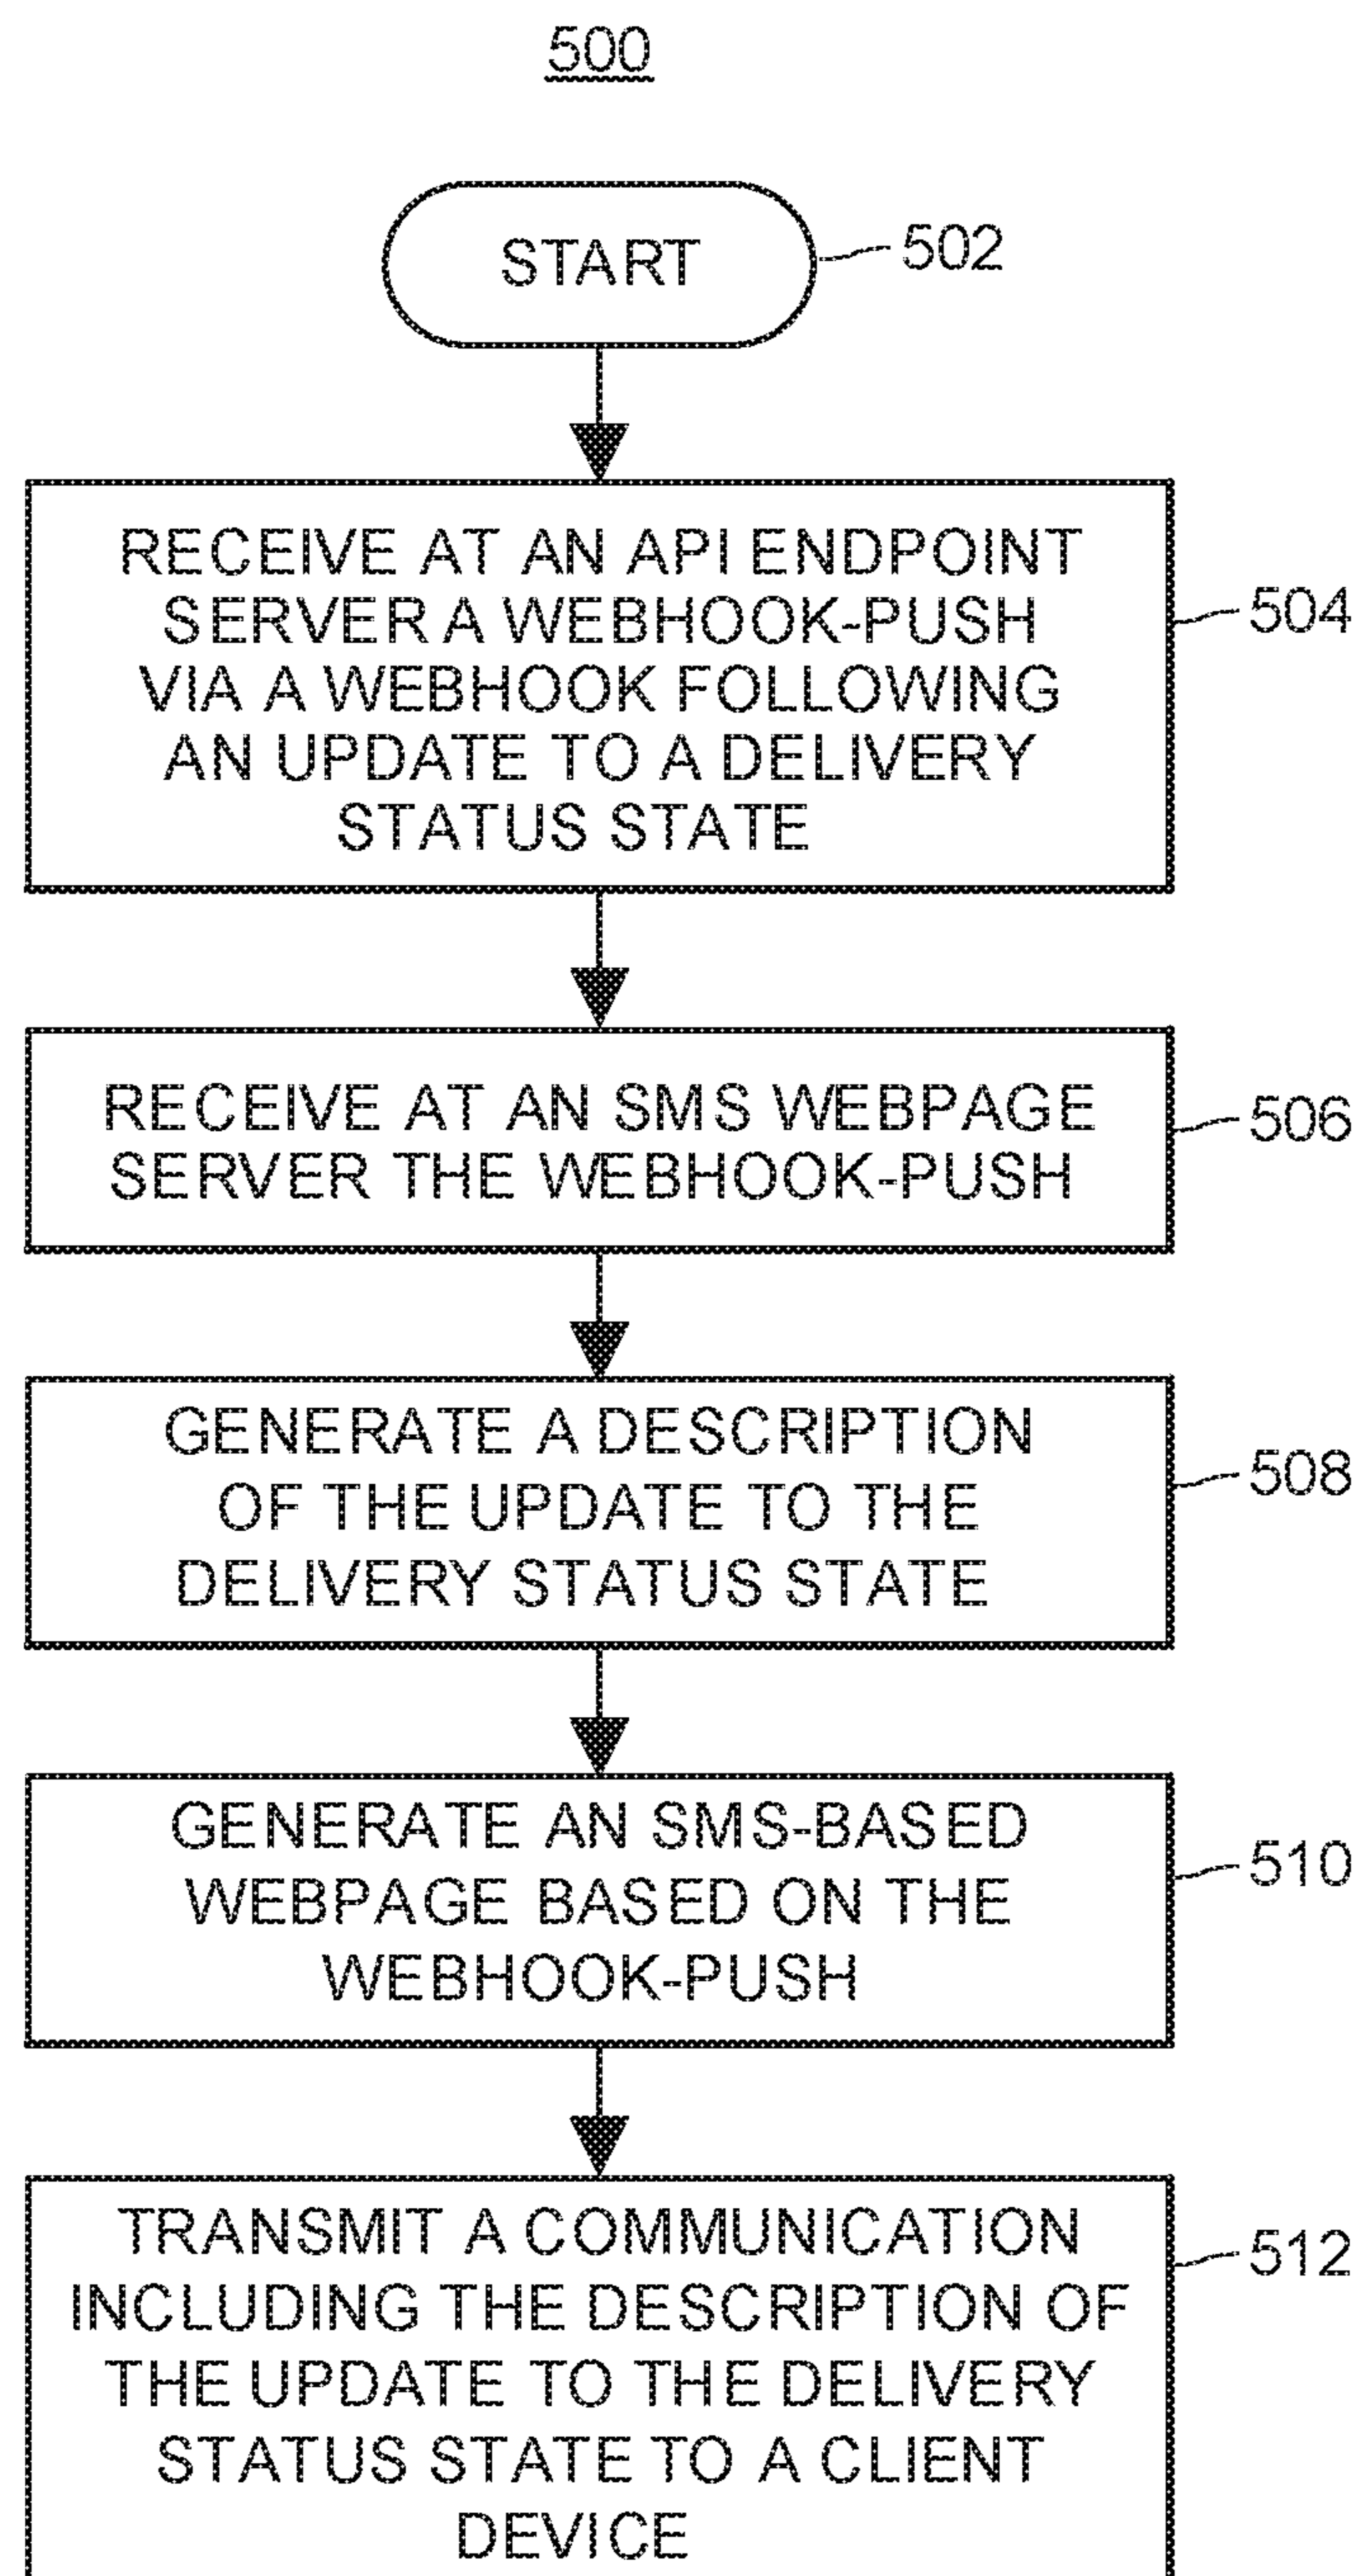 500
START
502
RECEIVE AT AN API ENDPOINT
SERVER A WEBHOOK-PUSH
VIA A WEBHOOK FOLLOWING
AN UPDATE TO A DELIVERY
STATUS STATE
504
RECEIVE AT AN SMS WEBPAGE
SERVER THE WEBHOOK-PUSH
506
GENERATE A DESCRIPTION
OF THE UPDATE TO THE
DELIVERY STATUS STATE
508
GENERATE AN SMS-BASED
WEBPAGE BASED ON THE
WEBHOOK-PUSH
510
TRANSMIT A COMMUNICATION
INCLUDING THE DESCRIPTION OF
THE UPDATE TO THE DELIVERY
STATUS STATE TO A CLIENT
DEVICE
512